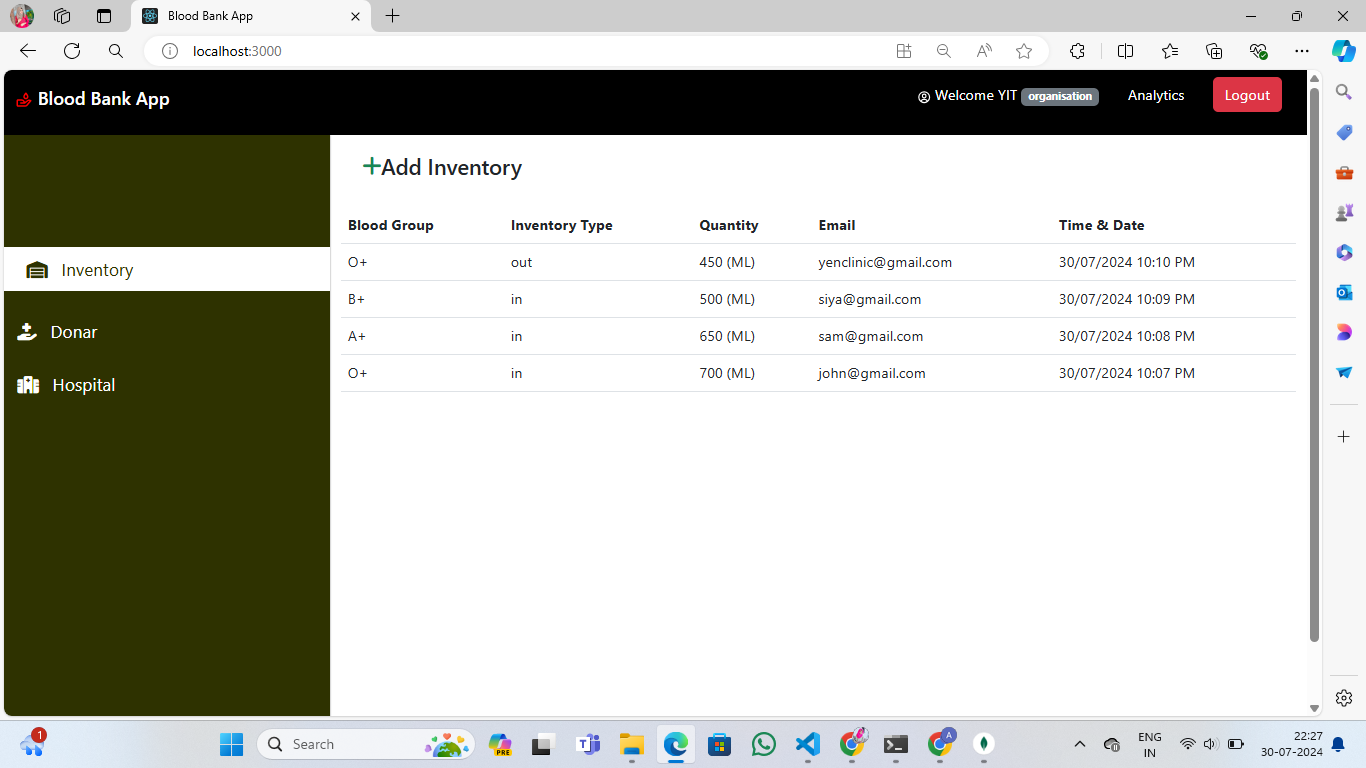 Blood Bank App
localhost:3000
Blood Bank App
Welcome YIT organisation Analytics Logout
+Add Inventory
Inventory
Donar
Hospital
Blood Group Inventory Type Quantity Email Time & Date
O+ out 450 (ML) yenclinic@gmail.com 30/07/2024 10:10 PM
B+ in 500 (ML) siya@gmail.com 30/07/2024 10:09 PM
A+ in 650 (ML) sam@gmail.com 30/07/2024 10:08 PM
O+ in 700 (ML) john@gmail.com 30/07/2024 10:07 PM
1
Search
PRE
A
ENG
IN
22:27
30-07-2024